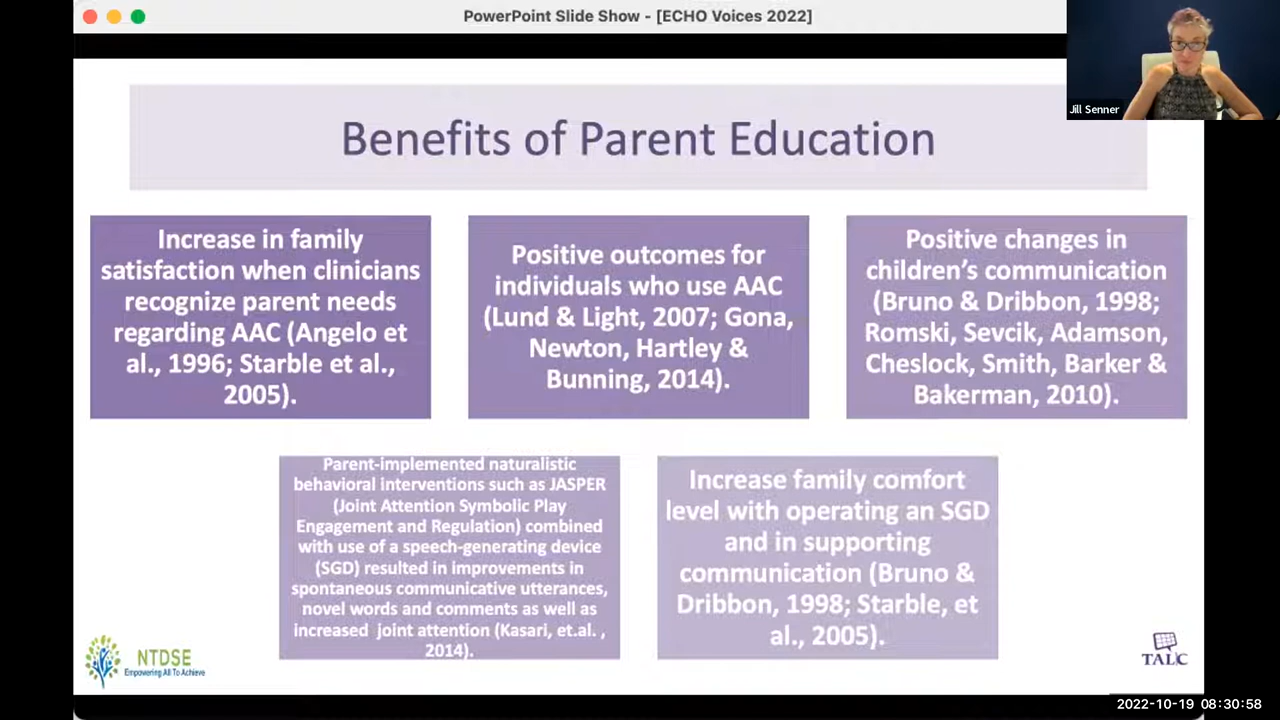 PowerPoint Slide Show - [ECHO Voices 2022]
Jill Senner
Benefits of Parent Education
Increase in family
satisfaction when clinicians
recognize parent needs
regarding AAC (Angelo et
al., 1996; Starble et al.,
2005).
Positive outcomes for
individuals who use AAC
(Lund & Light, 2007; Gona,
Newton, Hartley &
Bunning, 2014).
Positive changes in
children's communication
(Bruno & Dribbon, 1998;
Romski, Sevcik, Adamson,
Cheslock, Smith, Barker &
Bakerman, 2010).
Parent-implemented naturalistic
behavioral interventions such as JASPER
(Joint Attention Symbolic Play
Engagement and Regulation) combined
with use of a speech-generating device
(SGD) resulted in improvements in
spontaneous communicative utterances,
novel words and comments as well as
increased  joint attention (Kasari, et.al. ,
2014).
Increase family comfort
level with operating an SGD
and in supporting
communication (Bruno &
Dribbon, 1998; Starble, et
al., 2005).
NTDSE
Empowering All To Achieve
TALC
2022-10-19 08:30:58